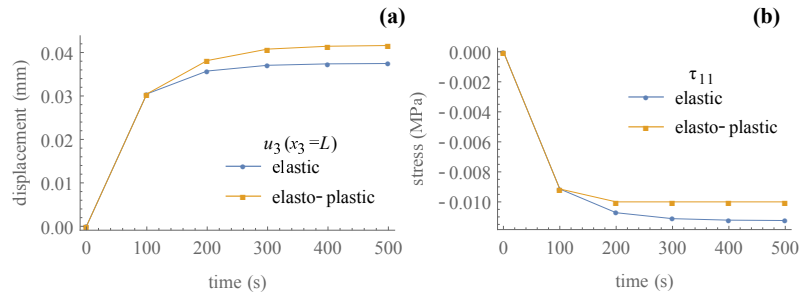 (a)
0.04
0.03
0.02
0.01
0.00
displacement (mm)
u3 (x3 = L)
elastic
elasto-plastic
0 100 200 300 400 500
time (s)
(b)
0.000
-0.002
-0.004
-0.006
-0.008
-0.010
stress (MPa)
τ11
elastic
elasto-plastic
0 100 200 300 400 500
time (s)